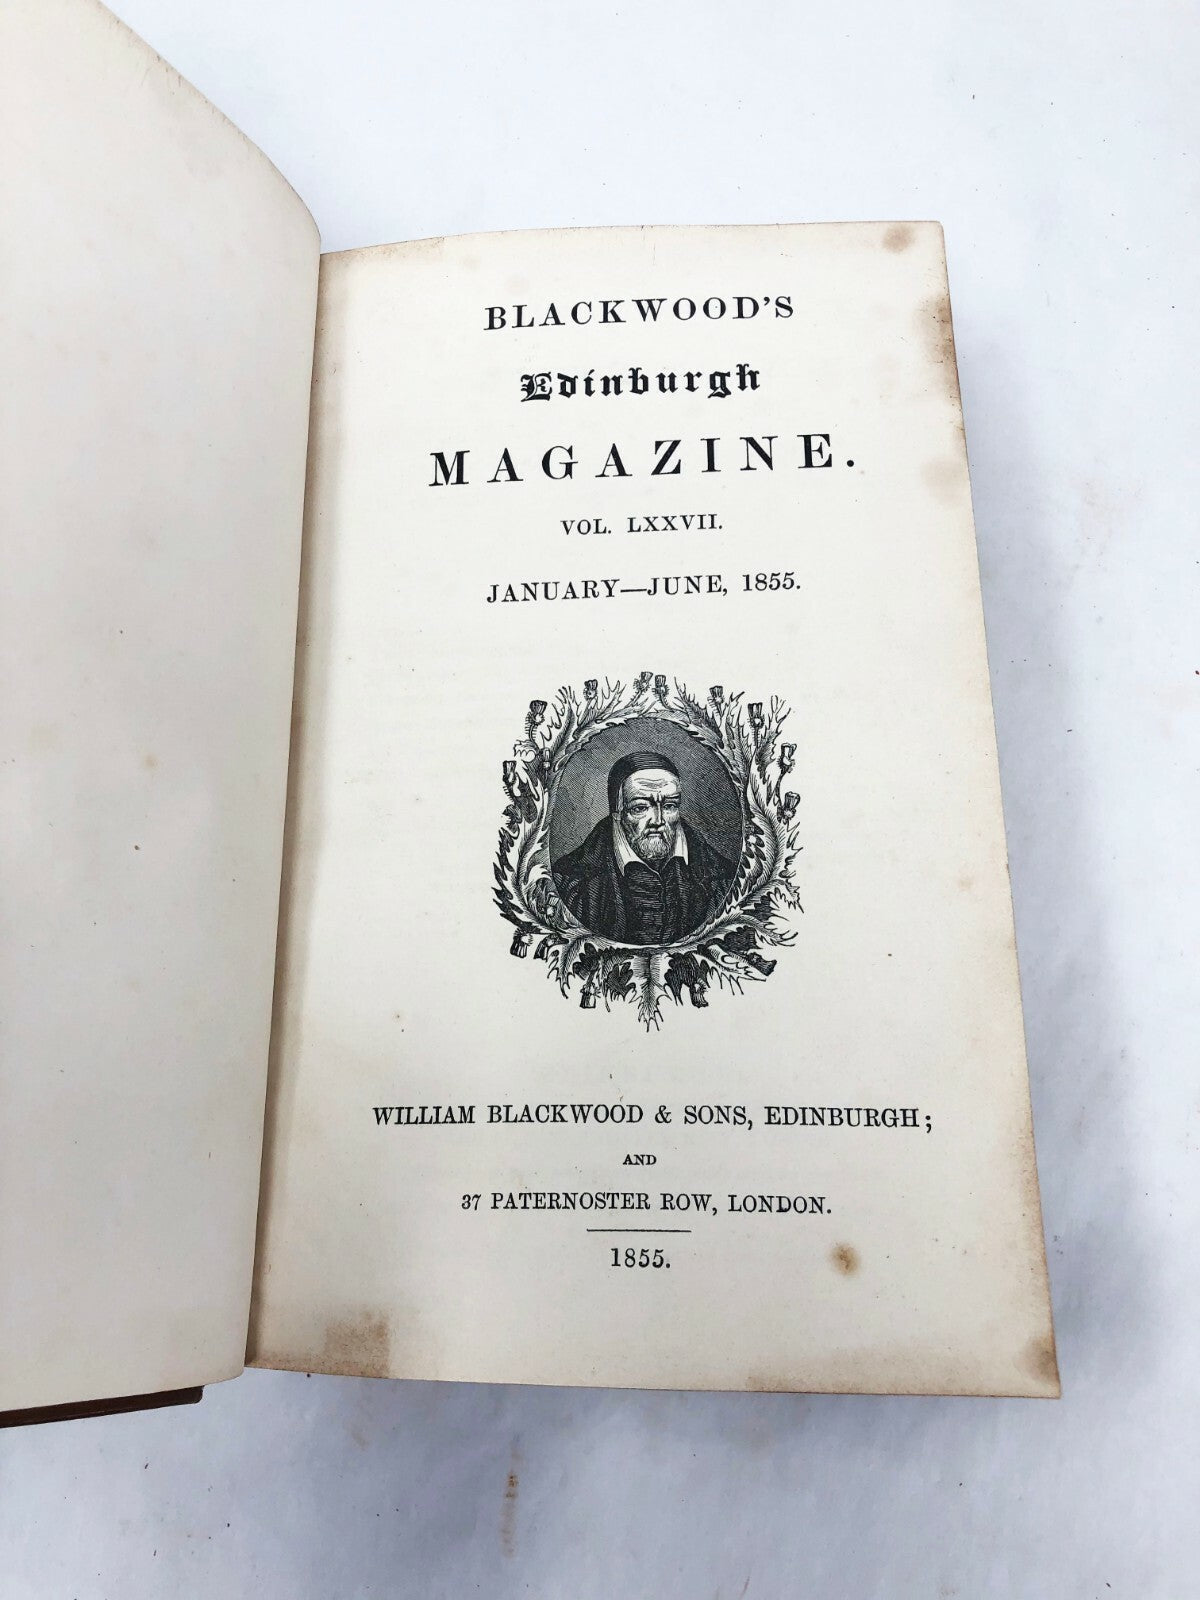 BLACKWOOD'S
Edinburgh
MAGAZINE.
VOL. LXXVII.
JANUARY—JUNE, 1855.
WILLIAM BLACKWOOD & SONS, EDINBURGH;
AND
37 PATERNOSTER ROW, LONDON.
1855.